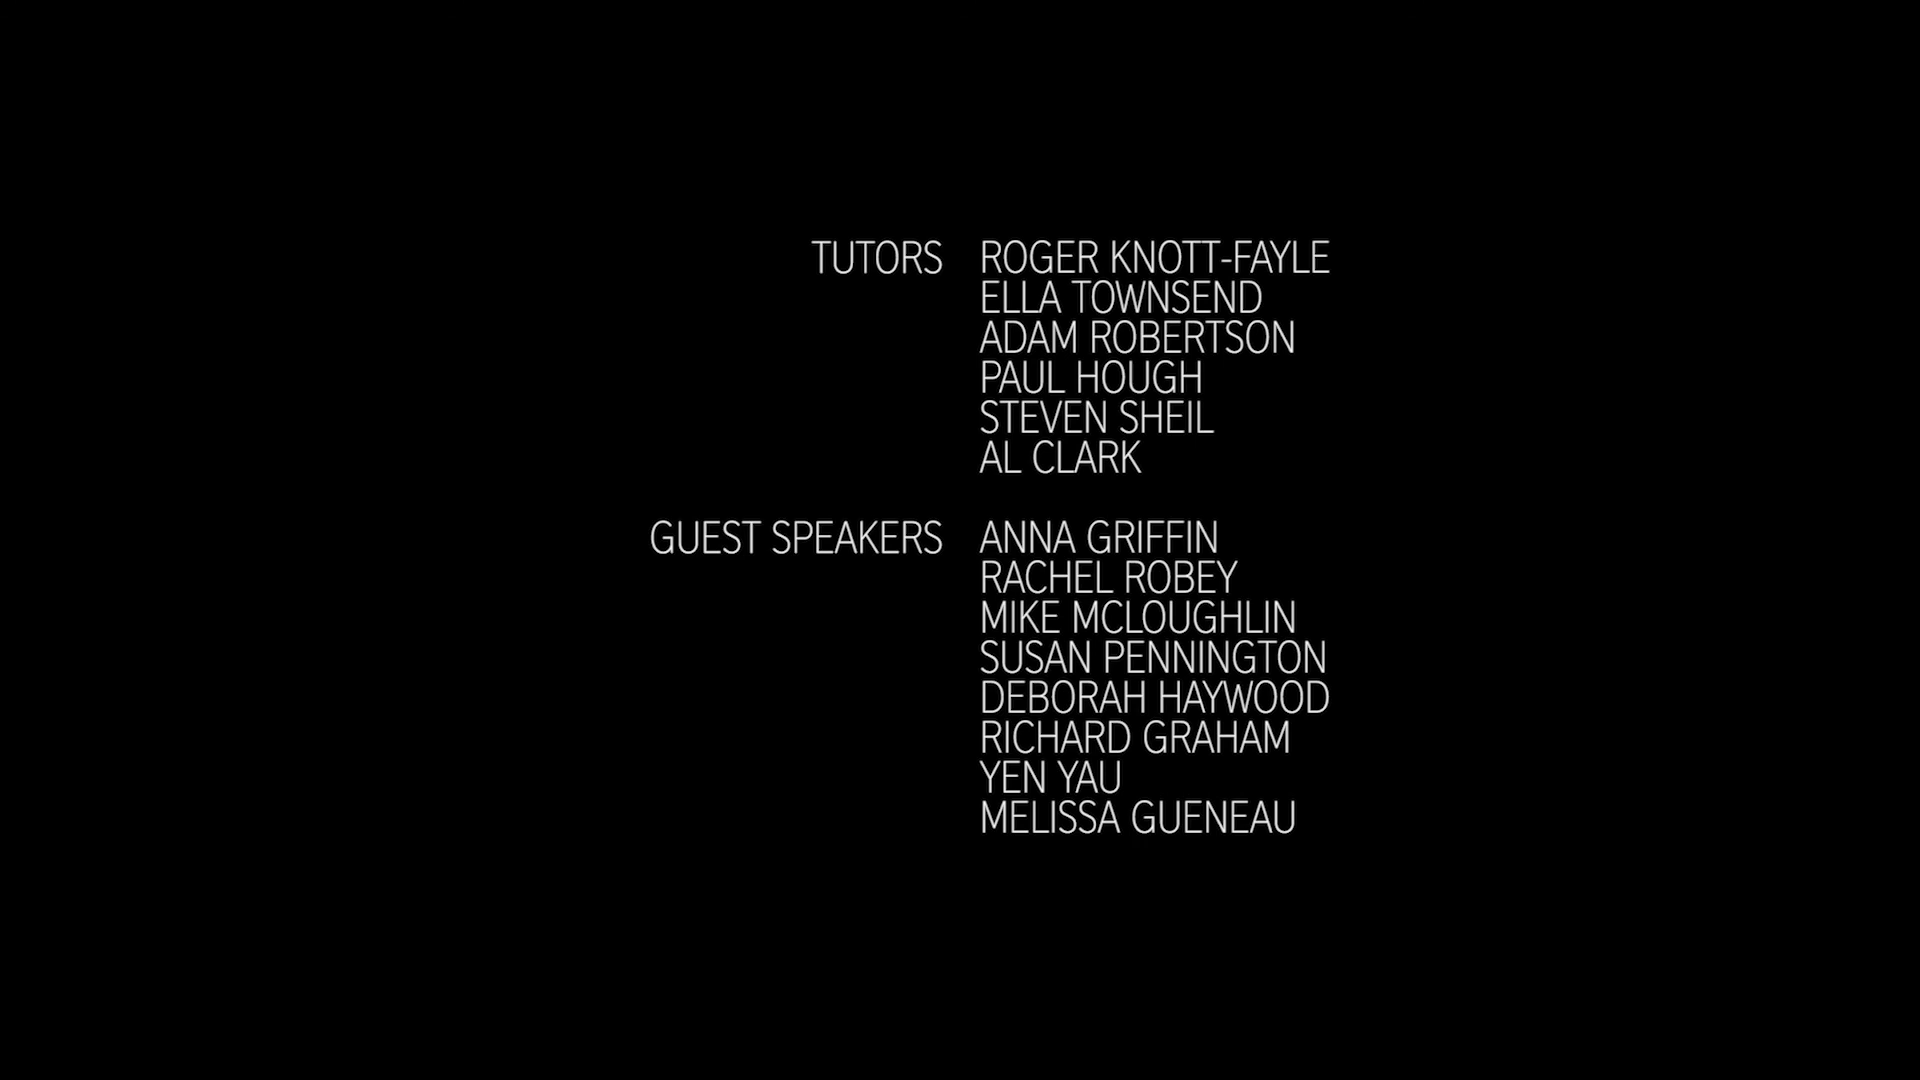 TUTORS ROGER KNOTT-FAYLE
ELLA TOWNSEND
ADAM ROBERTSON
PAUL HOUGH
STEVEN SHEIL
AL CLARK
GUEST SPEAKERS ANNA GRIFFIN
RACHEL ROBEY
MIKE MCLOUGHLIN
SUSAN PENNINGTON
DEBORAH HAYWOOD
RICHARD GRAHAM
YEN YAU
MELISSA GUENEAU